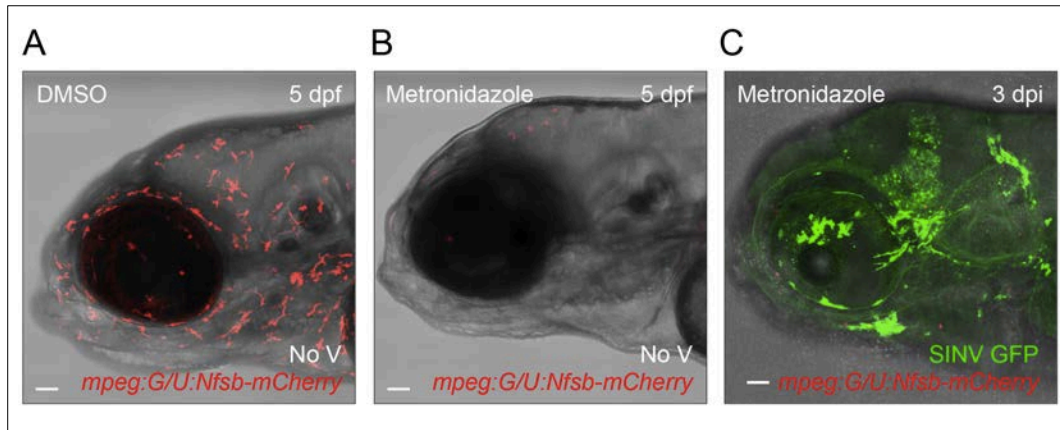 A
B
C
DMSO 5 dpf
Metronidazole 5 dpf
Metronidazole 3 dpi
No V
mpeg:G/U:Nfsb-mCherry
No V
mpeg:G/U:Nfsb-mCherry
SINV GFP
mpeg:G/U:Nfsb-mCherry